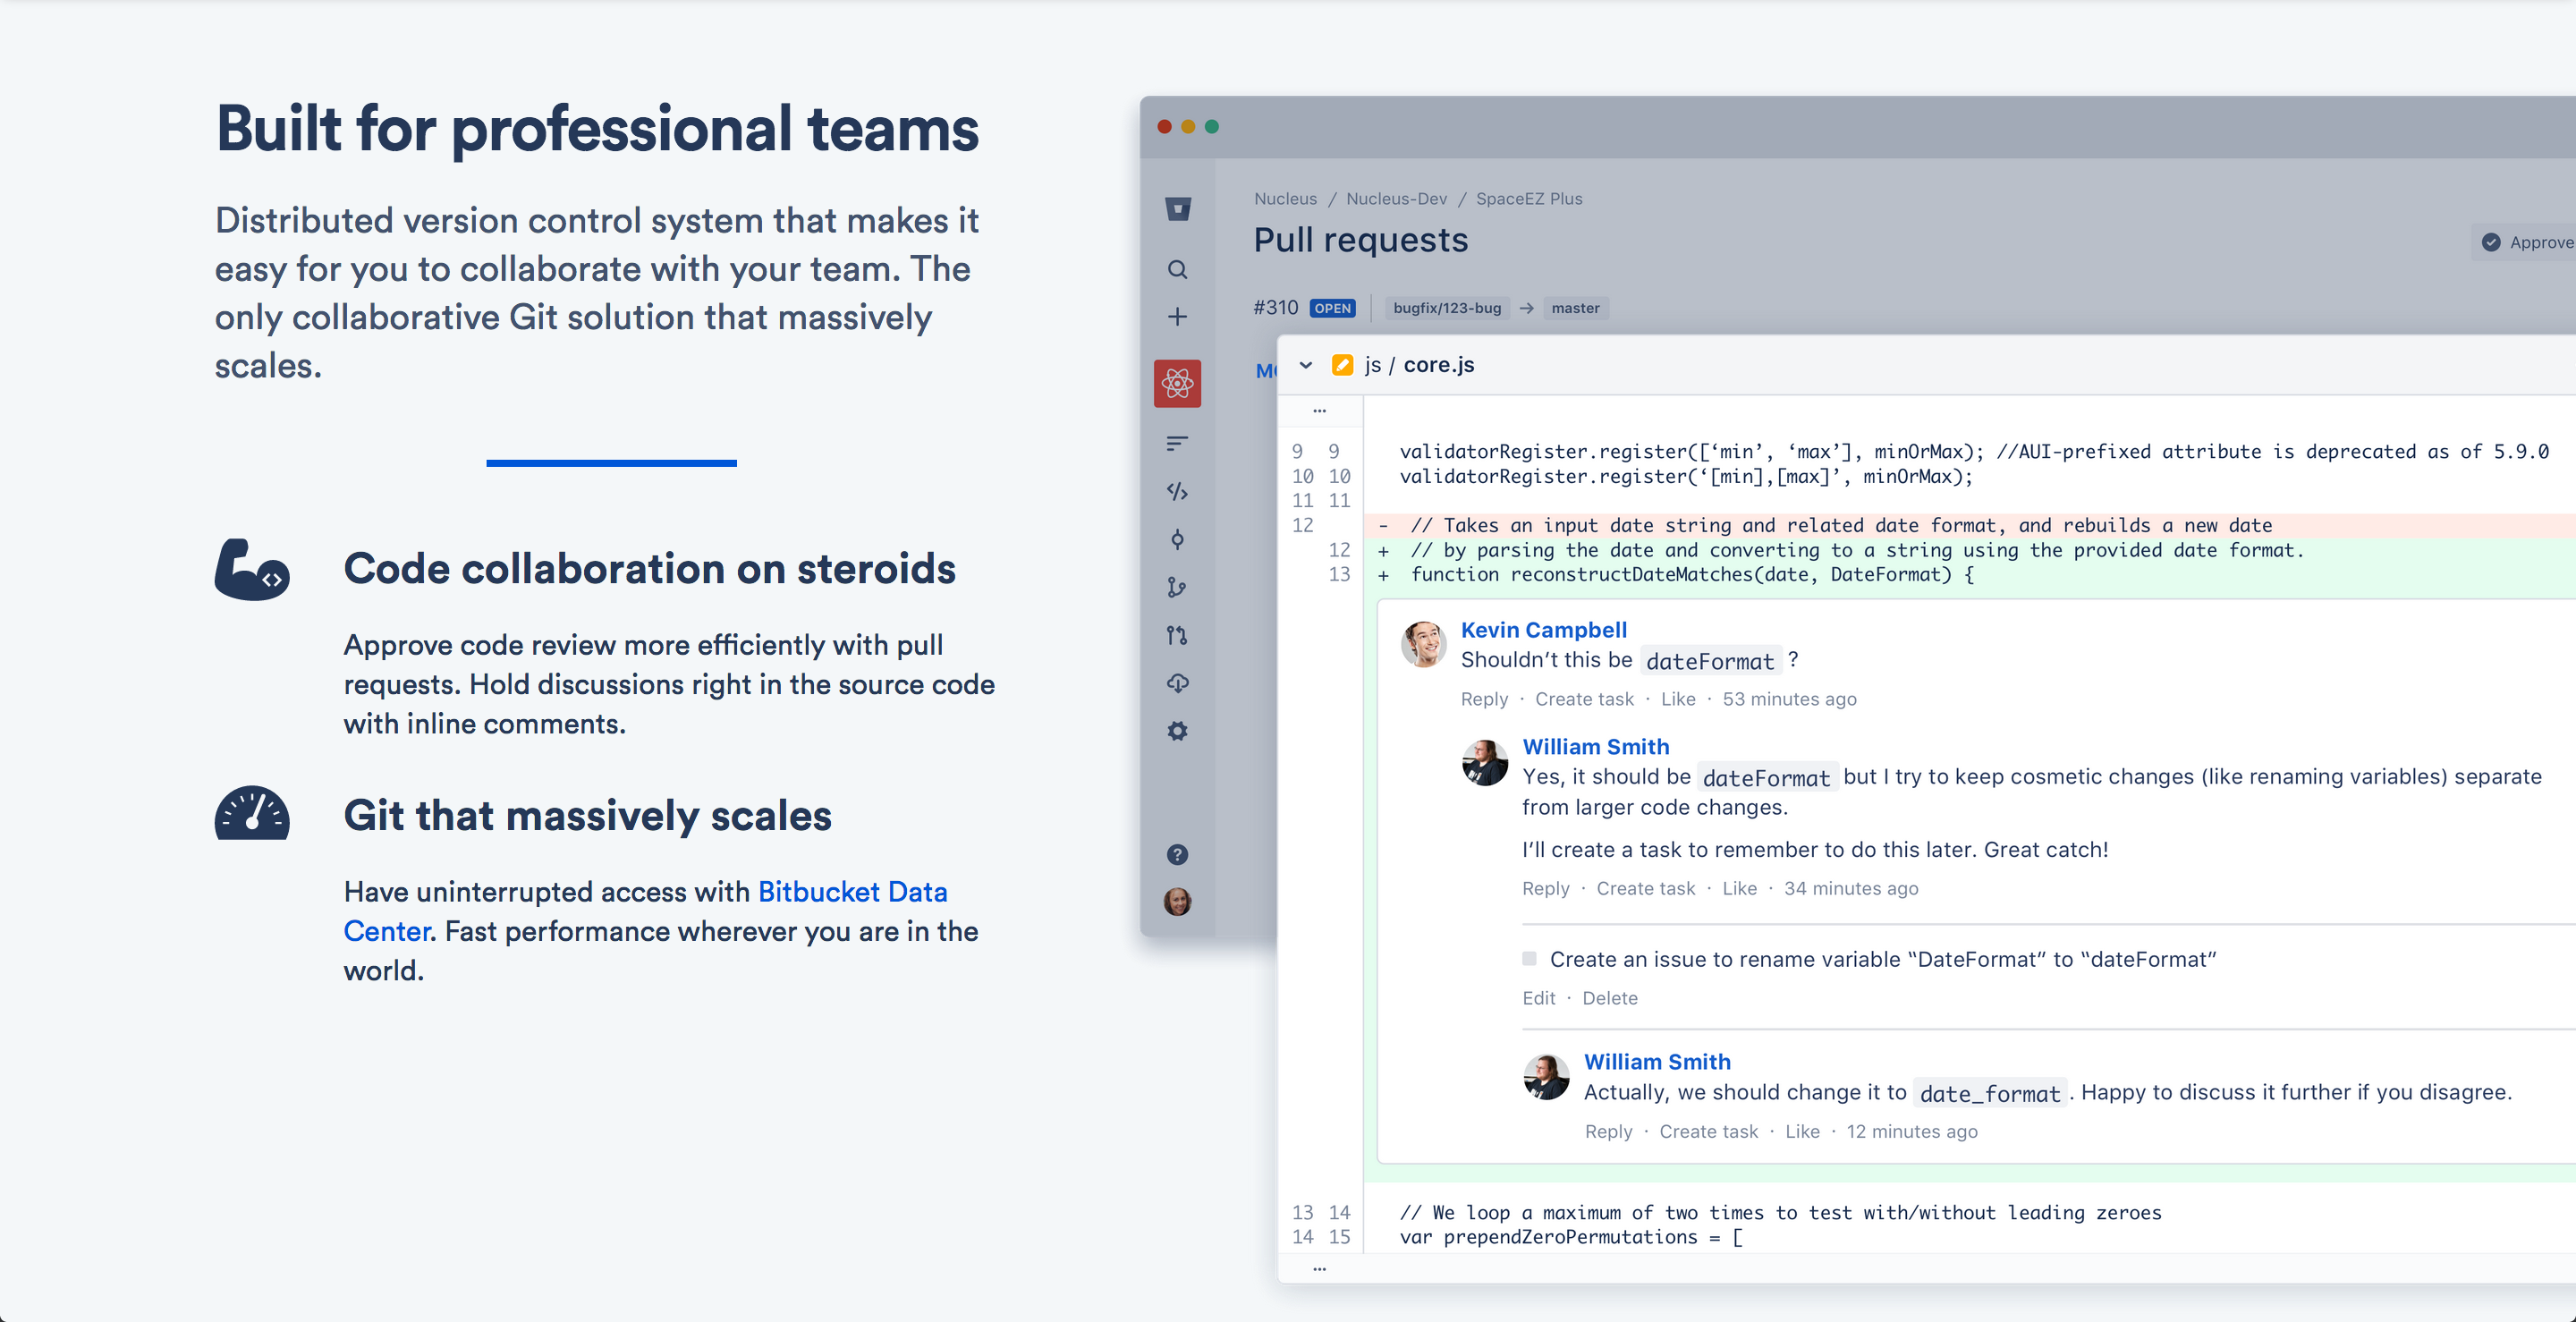 Built for professional teams
Distributed version control system that makes it
easy for you to collaborate with your team. The
only collaborative Git solution that massively
scales.
Code collaboration on steroids
Approve code review more efficiently with pull
requests. Hold discussions right in the source code
with inline comments.
Git that massively scales
Have uninterrupted access with Bitbucket Data
Center. Fast performance wherever you are in the
world.
Nucleus / Nucleus-Dev / SpaceEZ Plus
Pull requests
Approve
#310 OPEN bugfix/123-bug → master
js / core.js
...
9 9 validatorRegister.register([‘min’, ‘max’], minOrMax); //AUI-prefixed attribute is deprecated as of 5.9.0
10 10 validatorRegister.register(‘[min],[max]’, minOrMax);
11 11
12 - // Takes an input date string and related date format, and rebuilds a new date
12 + // by parsing the date and converting to a string using the provided date format.
13 + function reconstructDateMatches(date, DateFormat) {
Kevin Campbell
Shouldn’t this be dateFormat ?
Reply · Create task · Like · 53 minutes ago
William Smith
Yes, it should be dateFormat but I try to keep cosmetic changes (like renaming variables) separate
from larger code changes.
I’ll create a task to remember to do this later. Great catch!
Reply · Create task · Like · 34 minutes ago
Create an issue to rename variable “DateFormat” to “dateFormat”
Edit · Delete
William Smith
Actually, we should change it to date_format. Happy to discuss it further if you disagree.
Reply · Create task · Like · 12 minutes ago
13 14 // We loop a maximum of two times to test with/without leading zeroes
14 15 var prependZeroPermutations = [
...